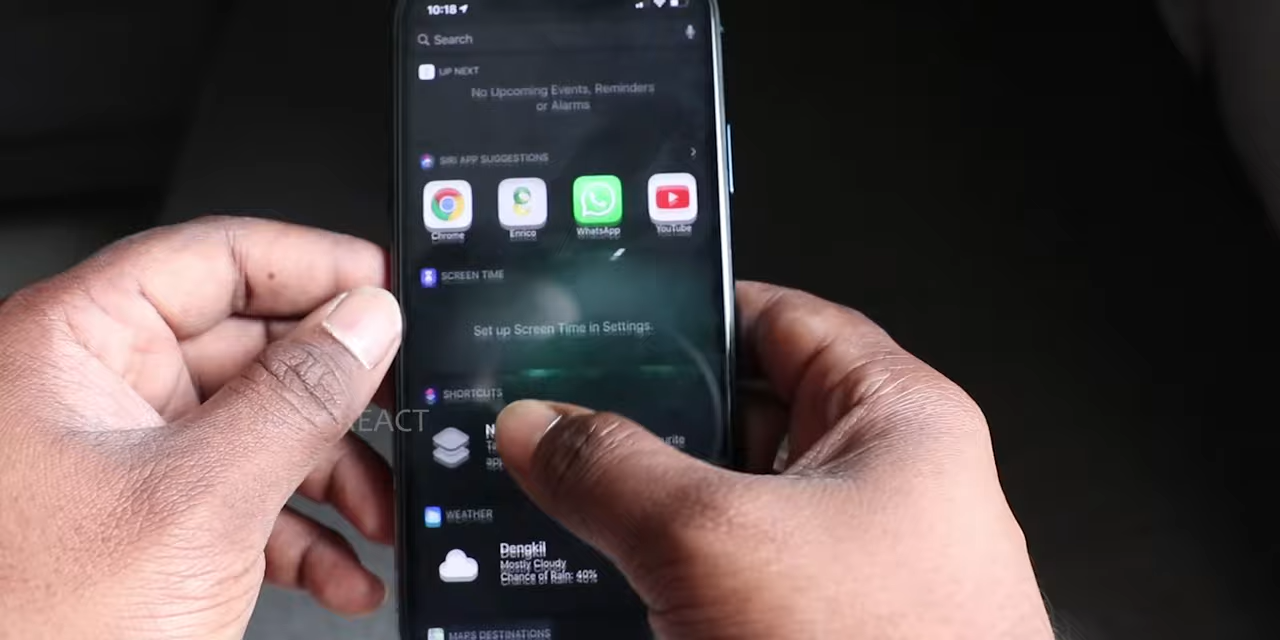 10:18
Search
UP NEXT
No Upcoming Events, Reminders
or Alarms
SIRI APP SUGGESTIONS
Chrome
Enrico
WhatsApp
YouTube
SCREEN TIME
Set up Screen Time in Settings.
SHORTCUTS
REACT
WEATHER
Dengkil
Mostly Cloudy
Chance of Rain: 40%
MAPS DESTINATIONS